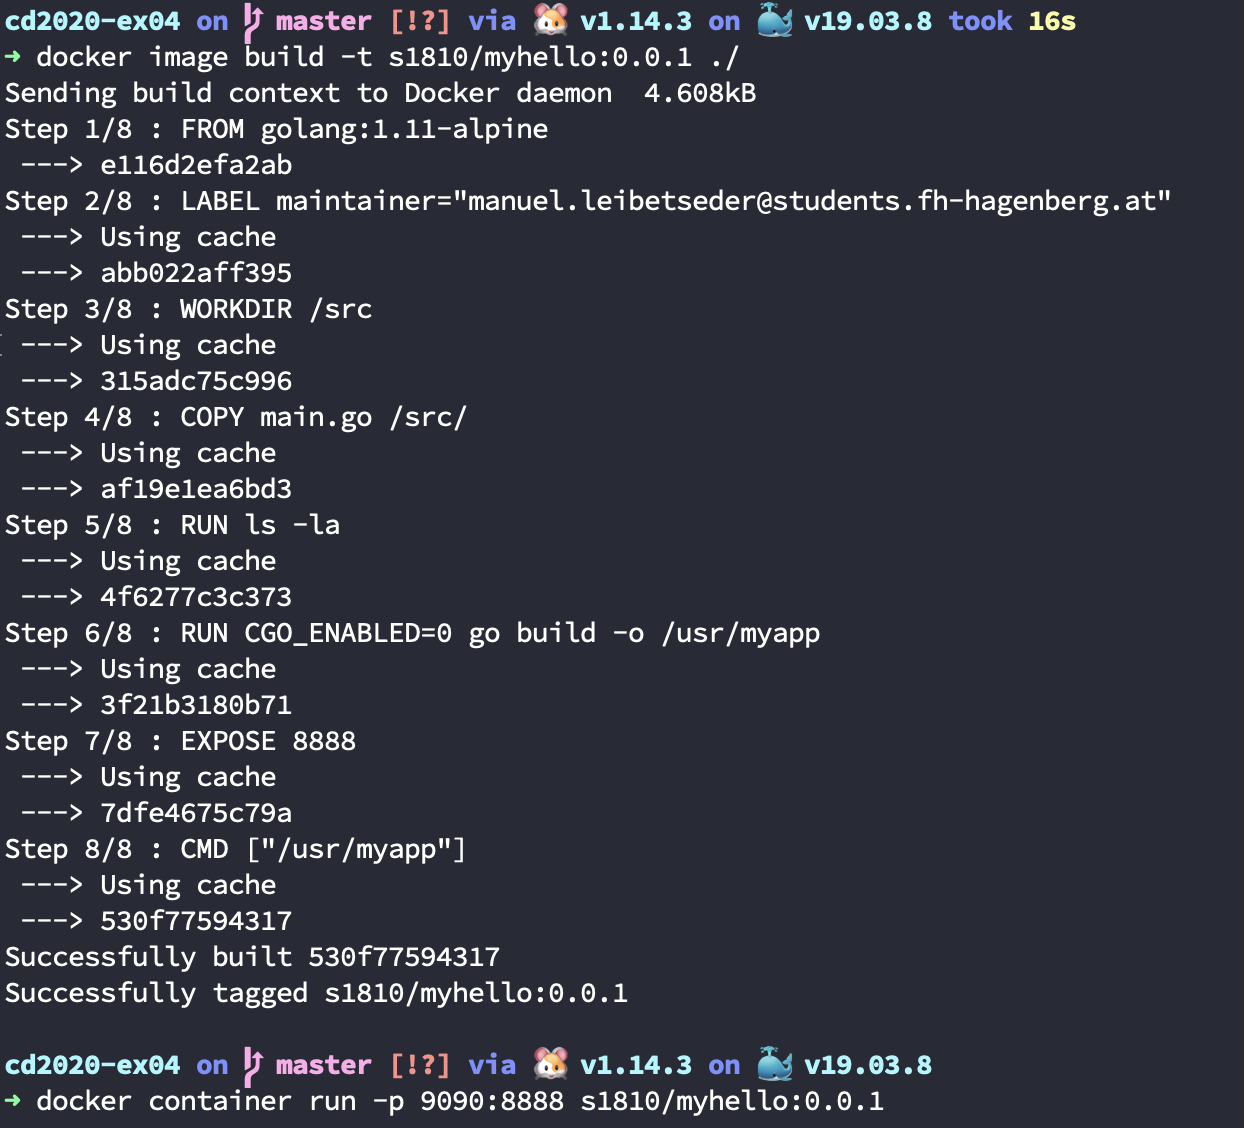 cd2020-ex04 on master [!?] via 🐹 v1.14.3 on 🐳 v19.03.8 took 16s
➜ docker image build -t s1810/myhello:0.0.1 ./
Sending build context to Docker daemon  4.608kB
Step 1/8 : FROM golang:1.11-alpine
 ---> e116d2efa2ab
Step 2/8 : LABEL maintainer="manuel.leibetseder@students.fh-hagenberg.at"
 ---> Using cache
 ---> abb022aff395
Step 3/8 : WORKDIR /src
 ---> Using cache
 ---> 315adc75c996
Step 4/8 : COPY main.go /src/
 ---> Using cache
 ---> af19e1ea6bd3
Step 5/8 : RUN ls -la
 ---> Using cache
 ---> 4f6277c3c373
Step 6/8 : RUN CGO_ENABLED=0 go build -o /usr/myapp
 ---> Using cache
 ---> 3f21b3180b71
Step 7/8 : EXPOSE 8888
 ---> Using cache
 ---> 7dfe4675c79a
Step 8/8 : CMD ["/usr/myapp"]
 ---> Using cache
 ---> 530f77594317
Successfully built 530f77594317
Successfully tagged s1810/myhello:0.0.1
cd2020-ex04 on master [!?] via 🐹 v1.14.3 on 🐳 v19.03.8
➜ docker container run -p 9090:8888 s1810/myhello:0.0.1